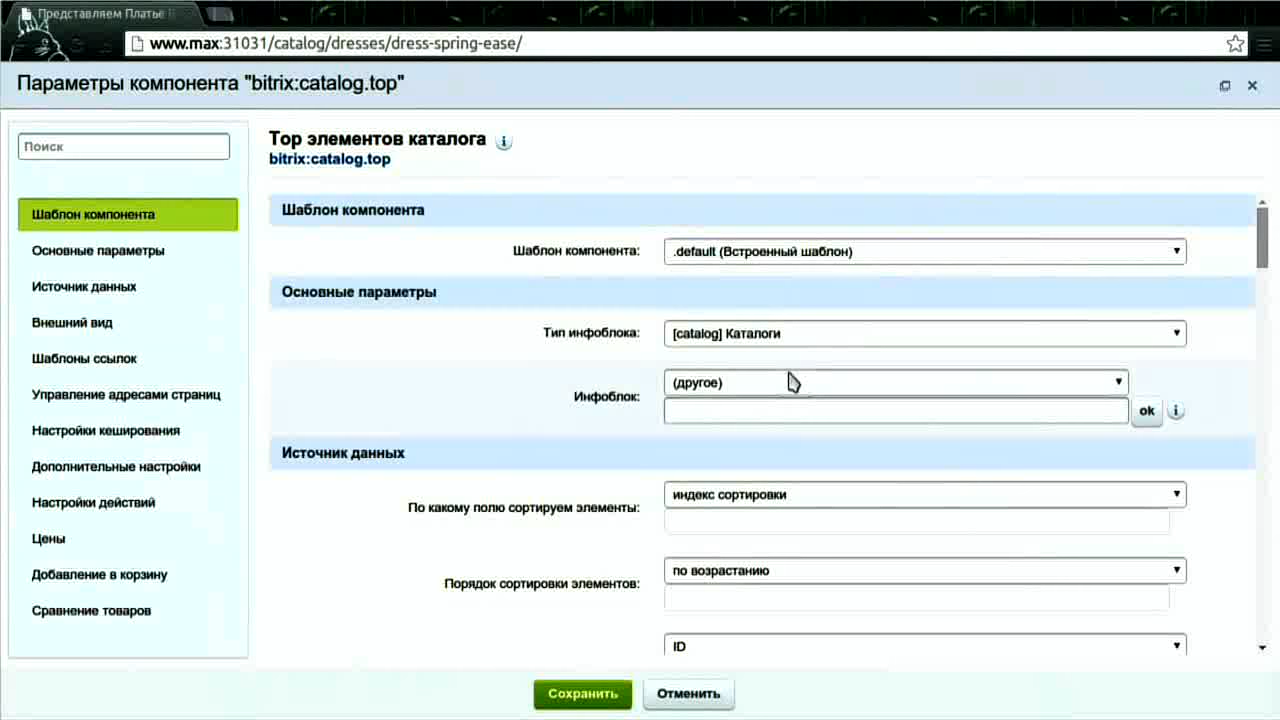 Представляем Платье
www.max:31031/catalog/dresses/dress-spring-ease/
Параметры компонента "bitrix:catalog.top"
Поиск
Шаблон компонента
Основные параметры
Источник данных
Внешний вид
Шаблоны ссылок
Управление адресами страниц
Настройки кеширования
Дополнительные настройки
Настройки действий
Цены
Добавление в корзину
Сравнение товаров
Top элементов каталога
bitrix:catalog.top
Шаблон компонента
Шаблон компонента: .default (Встроенный шаблон)
Основные параметры
Тип инфоблока: [catalog] Каталоги
Инфоблок: (другое)
ok
Источник данных
По какому полю сортируем элементы: индекс сортировки
Порядок сортировки элементов: по возрастанию
ID
Сохранить Отменить